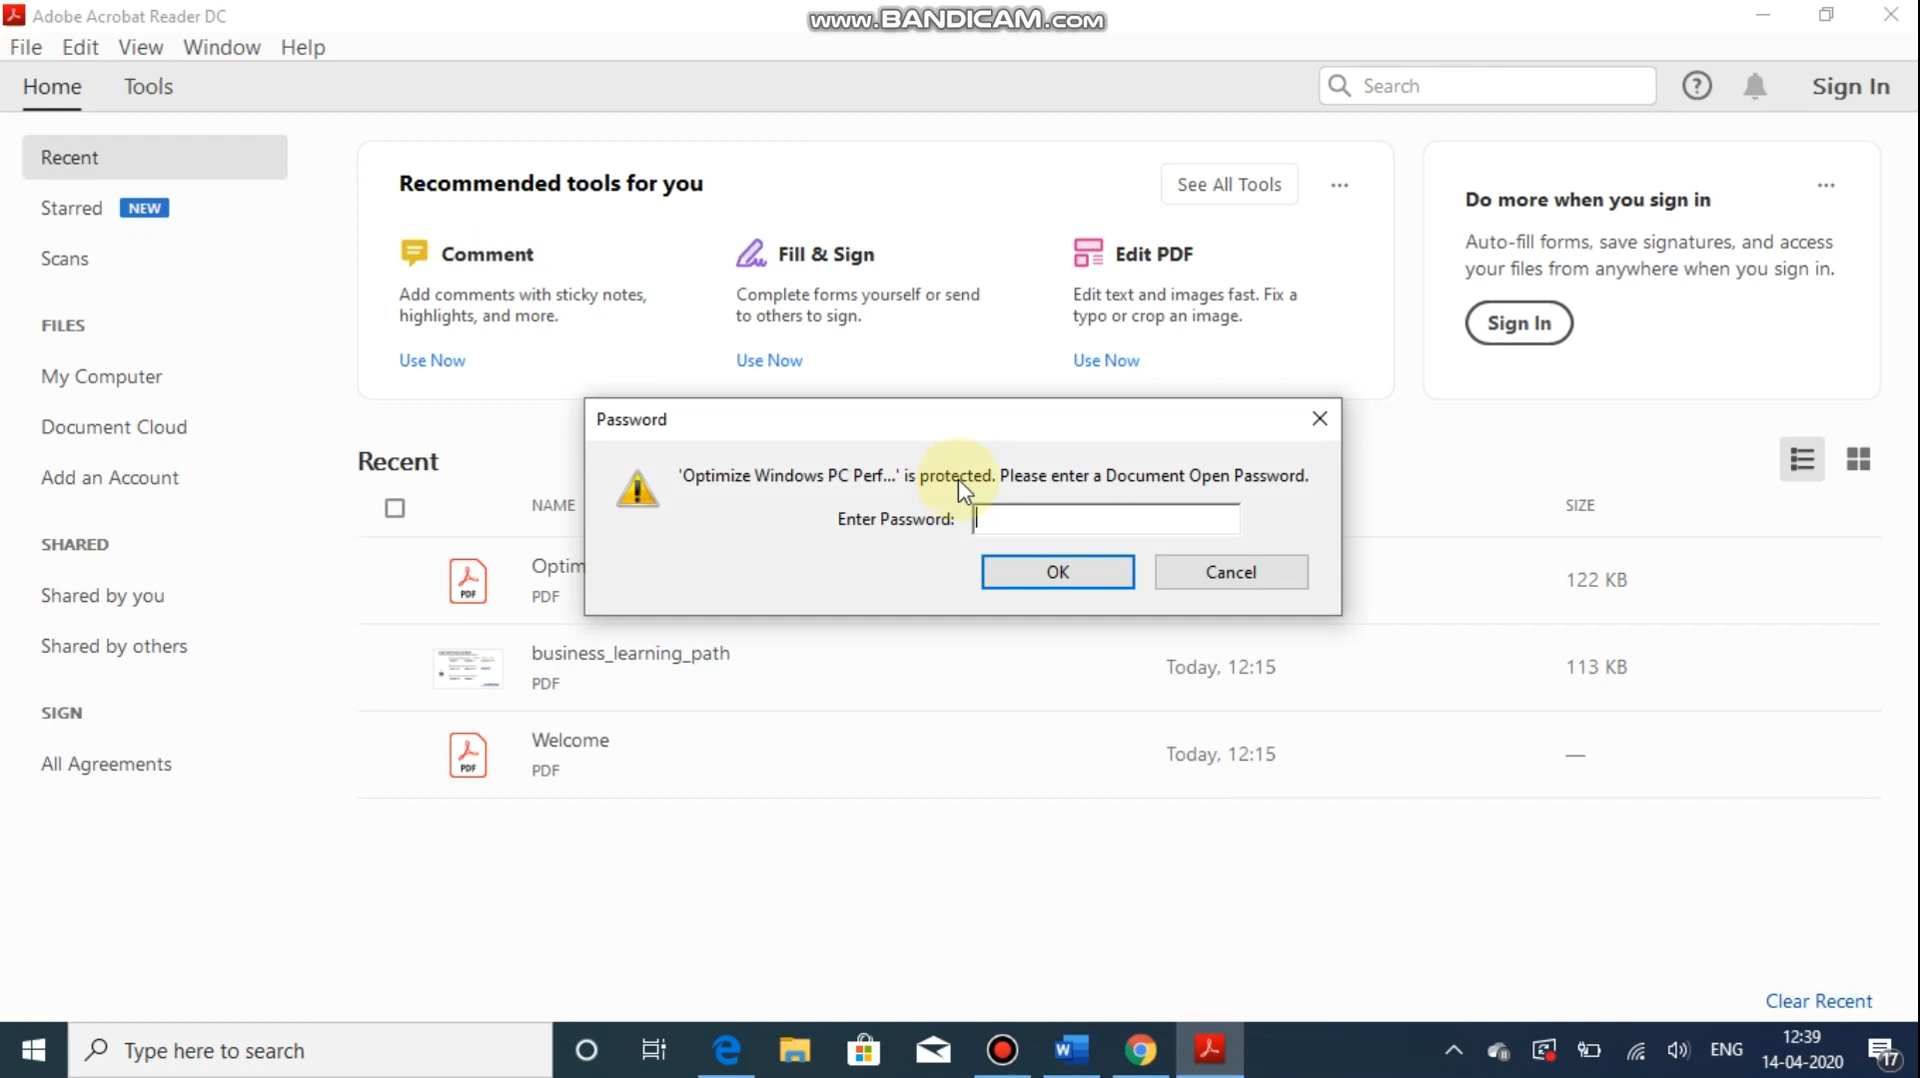 Adobe Acrobat Reader DC
www.BANDICAM.com
File Edit View Window Help
Home Tools
Search
Sign In
Recent
Starred NEW
Scans
FILES
My Computer
Document Cloud
Add an Account
SHARED
Shared by you
Shared by others
SIGN
All Agreements
Recommended tools for you
See All Tools
Comment
Add comments with sticky notes,
highlights, and more.
Use Now
Fill & Sign
Complete forms yourself or send
to others to sign.
Use Now
Edit PDF
Edit text and images fast. Fix a
typo or crop an image.
Use Now
Do more when you sign in
Auto-fill forms, save signatures, and access
your files from anywhere when you sign in.
Sign In
Password
'Optimize Windows PC Perf...' is protected. Please enter a Document Open Password.
Enter Password:
OK Cancel
Recent
NAME SIZE
PDF Optim 122 KB
PDF
business_learning_path Today, 12:15 113 KB
PDF
PDF Welcome Today, 12:15 —
PDF
Clear Recent
Type here to search
ENG
12:39
14-04-2020
17